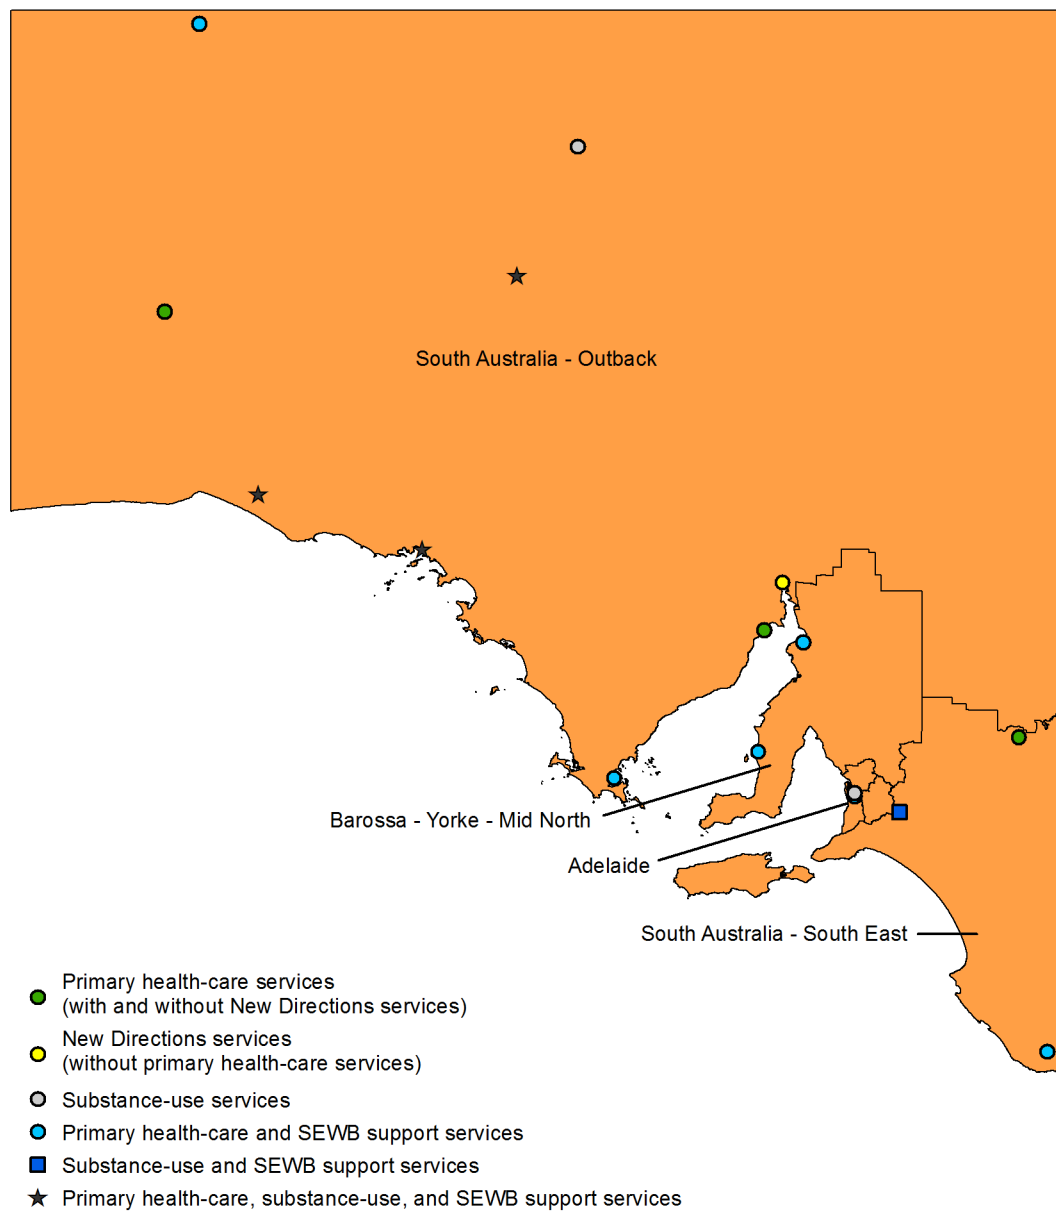 South Australia - Outback
Barossa - Yorke - Mid North
Adelaide
South Australia - South East
Primary health-care services
(with and without New Directions services)
New Directions services
(without primary health-care services)
Substance-use services
Primary health-care and SEWB support services
Substance-use and SEWB support services
Primary health-care, substance-use, and SEWB support services